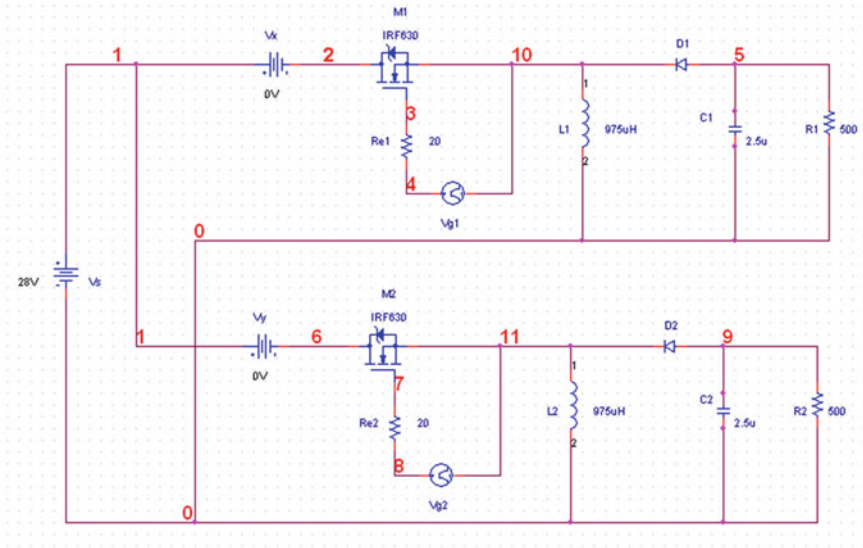 M1
IRF630
D1
1
Vx
2
10
5
0V
1
3
Re1
20
L1
975uH
C1
2.5u
R1
500
2
4
Vg1
0
28V
Vs
M2
IRF630
D2
1
Vy
6
11
9
0V
1
7
Re2
20
L2
975uH
C2
2.5u
R2
500
2
8
Vg2
0